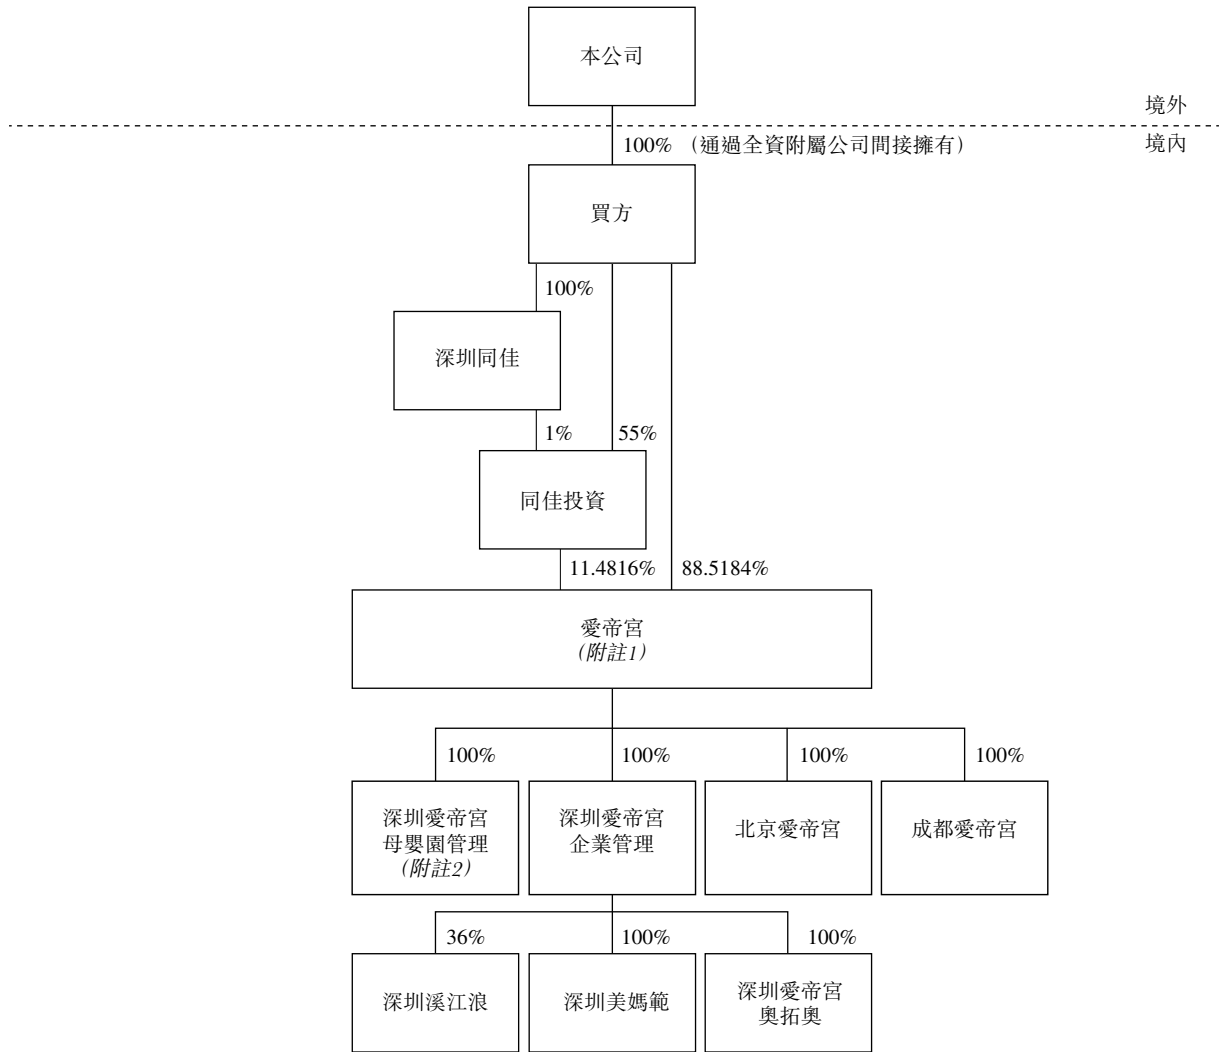 本公司
境外
100% （通過全資附屬公司間接擁有）
境內
買方
100%
深圳同佳
1%
55%
同佳投資
11.4816%
88.5184%
愛帝宮
（附註1）
100%
100%
100%
100%
深圳愛帝宮
母嬰園管理
（附註2）
深圳愛帝宮
企業管理
北京愛帝宮
成都愛帝宮
36%
100%
100%
深圳溪江浪
深圳美媽範
深圳愛帝宮
奧拓奧